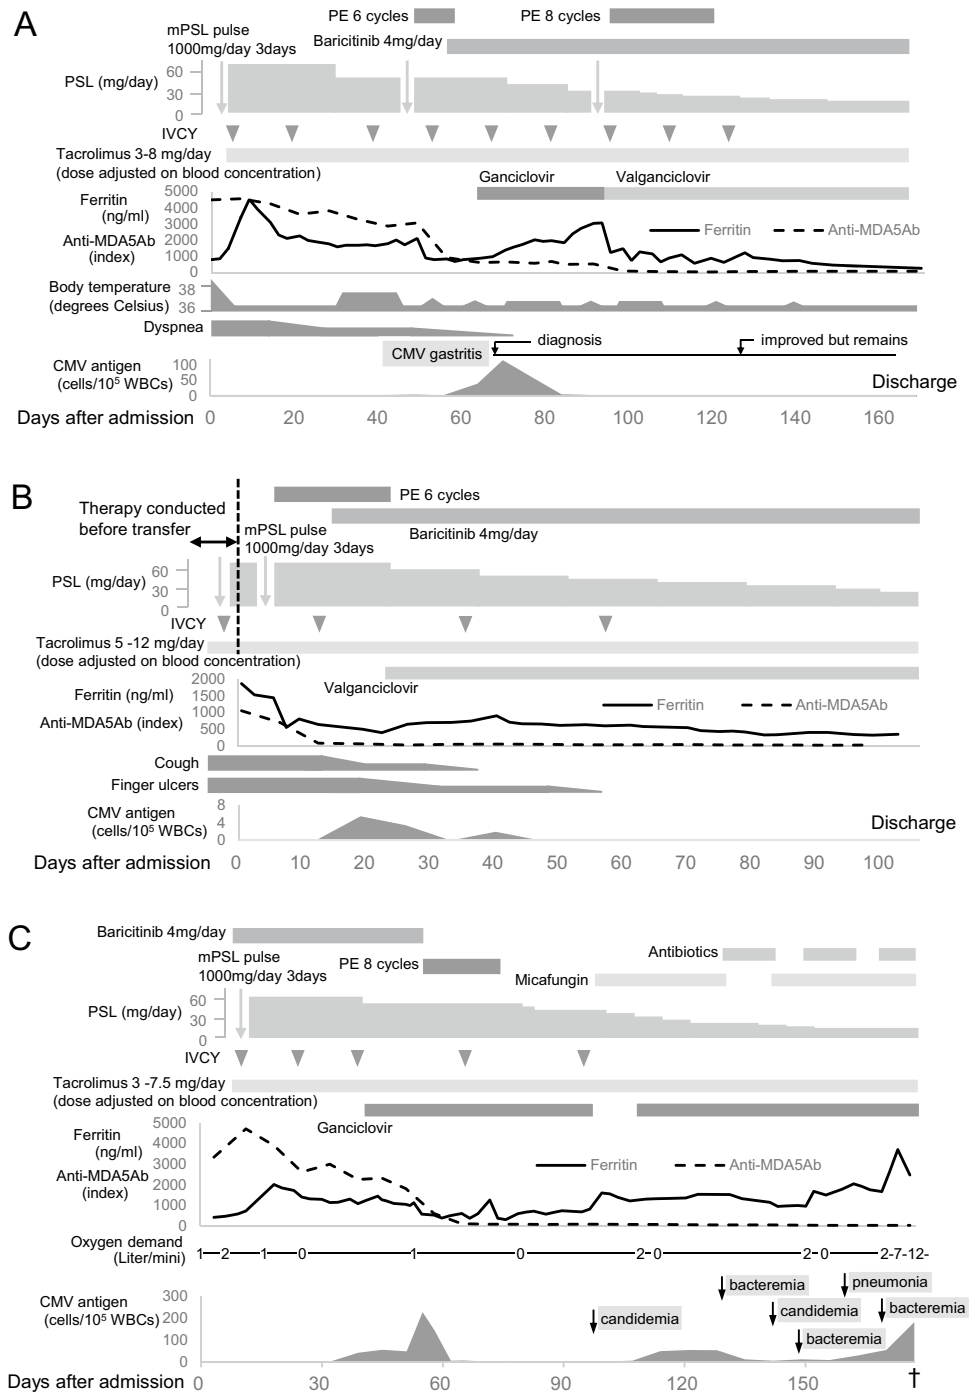 A
PE 6 cycles
PE 8 cycles
mPSL pulse
1000mg/day 3days
Baricitinib 4mg/day
PSL (mg/day)
60
30
0
IVCY
Tacrolimus 3-8 mg/day
(dose adjusted on blood concentration)
Ganciclovir
Valganciclovir
Ferritin
(ng/ml)
Anti-MDA5Ab
(index)
5000
4000
3000
2000
1000
0
Ferritin
Anti-MDA5Ab
Body temperature
(degrees Celsius)
38
36
Dyspnea
CMV gastritis
diagnosis
improved but remains
CMV antigen
(cells/10⁵ WBCs)
100
50
0
Discharge
Days after admission
0 20 40 60 80 100 120 140 160
B
Therapy conducted
before transfer
PE 6 cycles
mPSL pulse
1000mg/day 3days
Baricitinib 4mg/day
PSL (mg/day)
60
30
0
IVCY
Tacrolimus 5 -12 mg/day
(dose adjusted on blood concentration)
Valganciclovir
Ferritin (ng/ml)
Anti-MDA5Ab (index)
2000
1500
1000
500
0
Ferritin
Anti-MDA5Ab
Cough
Finger ulcers
CMV antigen
(cells/10⁵ WBCs)
8
4
0
Discharge
Days after admission
0 10 20 30 40 50 60 70 80 90 100
C
Baricitinib 4mg/day
mPSL pulse
1000mg/day 3days
PE 8 cycles
Antibiotics
Micafungin
PSL (mg/day)
60
30
0
IVCY
Tacrolimus 3 -7.5 mg/day
(dose adjusted on blood concentration)
Ganciclovir
Ferritin
(ng/ml)
Anti-MDA5Ab
(index)
5000
4000
3000
2000
1000
0
Ferritin
Anti-MDA5Ab
Oxygen demand
(Liter/mini)
1 2 1 0 1 0 2-0 2-0 2-7-12-
CMV antigen
(cells/10⁵ WBCs)
300
200
100
0
candidemia
bacteremia
candidemia
bacteremia
pneumonia
bacteremia
Days after admission
0 30 60 90 120 150 †